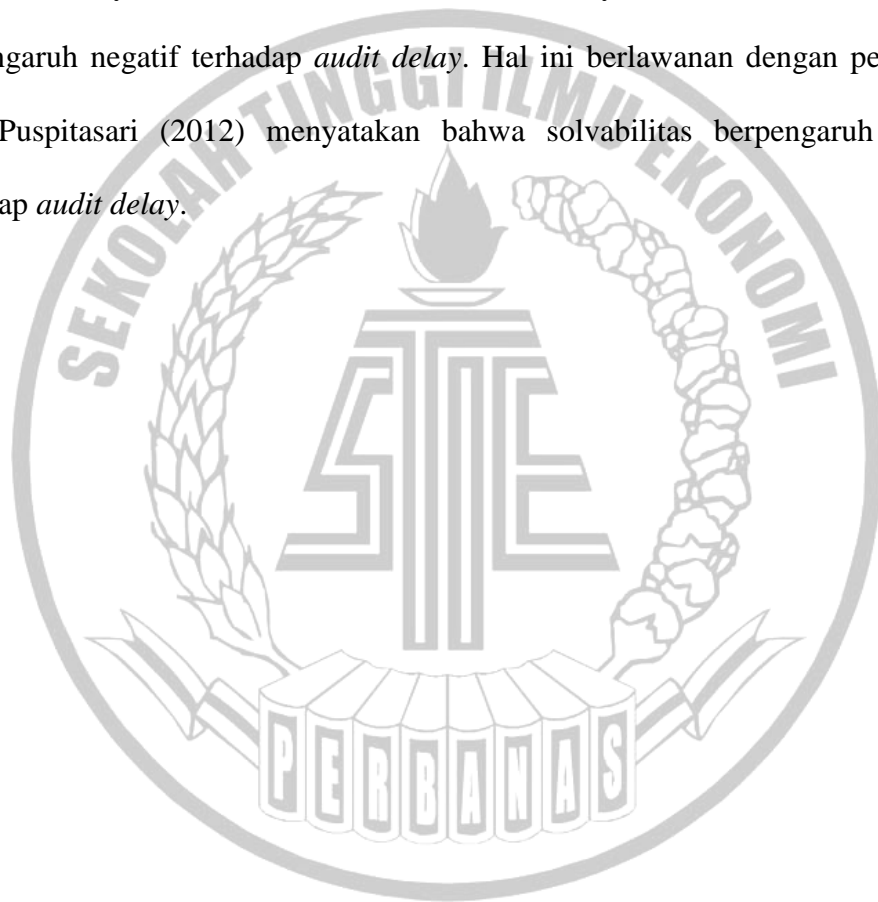 ngaruh negatif terhadap audit delay. Hal ini berlawanan dengan pe
Puspitasari (2012) menyatakan bahwa solvabilitas berpengaruh
ap audit delay.
SEKOLAH TINGGI ILMU EKONOMI
STIE
PERBANAS